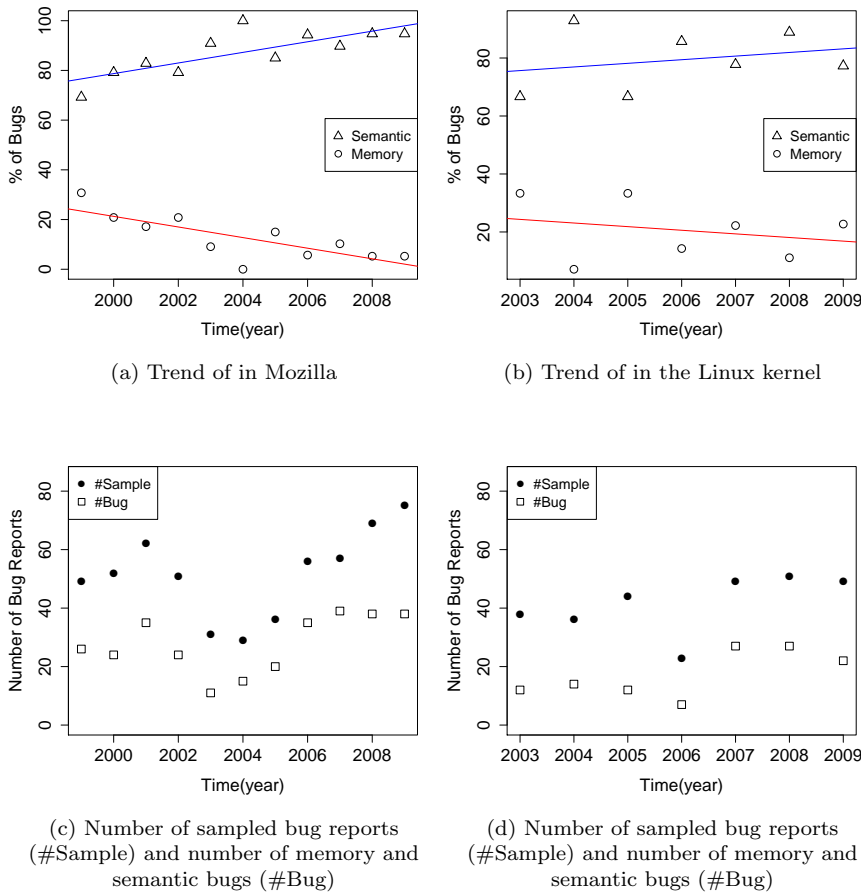 100
80
60
40
20
0
% of Bugs
Semantic
Memory
2000 2002 2004 2006 2008
Time(year)
(a) Trend of in Mozilla
80
60
40
20
% of Bugs
Semantic
Memory
2003 2004 2005 2006 2007 2008 2009
Time(year)
(b) Trend of in the Linux kernel
80
60
40
20
0
Number of Bug Reports
#Sample
#Bug
2000 2002 2004 2006 2008
Time(year)
(c) Number of sampled bug reports
(#Sample) and number of memory and
semantic bugs (#Bug)
80
60
40
20
0
Number of Bug Reports
#Sample
#Bug
2003 2004 2005 2006 2007 2008 2009
Time(year)
(d) Number of sampled bug reports
(#Sample) and number of memory and
semantic bugs (#Bug)